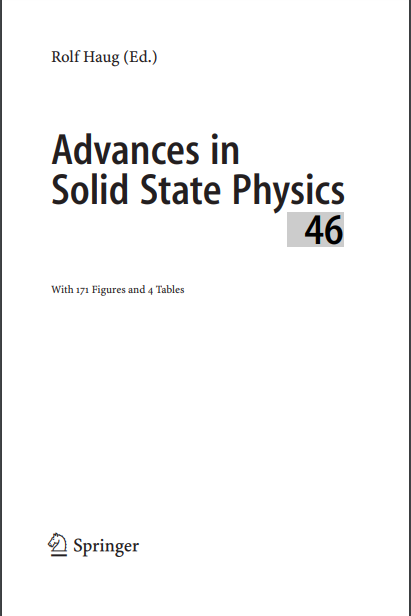 Rolf Haug (Ed.)
Advances in
Solid State Physics
46
With 171 Figures and 4 Tables
Springer